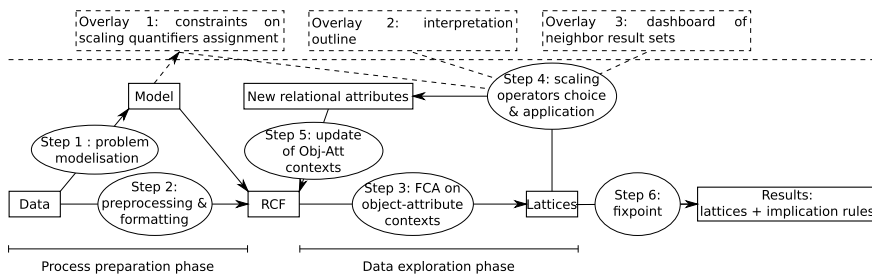 Overlay 1: constraints on
scaling quantifiers assignment
Overlay 2: interpretation
outline
Overlay 3: dashboard of
neighbor result sets
Step 4: scaling
operators choice
& application
Model
New relational attributes
Step 1 : problem
modelisation
Step 5: update
of Obj-Att
contexts
Step 2:
preprocessing &
formatting
Step 3: FCA on
object-attribute
contexts
Step 6:
fixpoint
Data
RCF
Lattices
Results:
lattices + implication rules
Process preparation phase
Data exploration phase